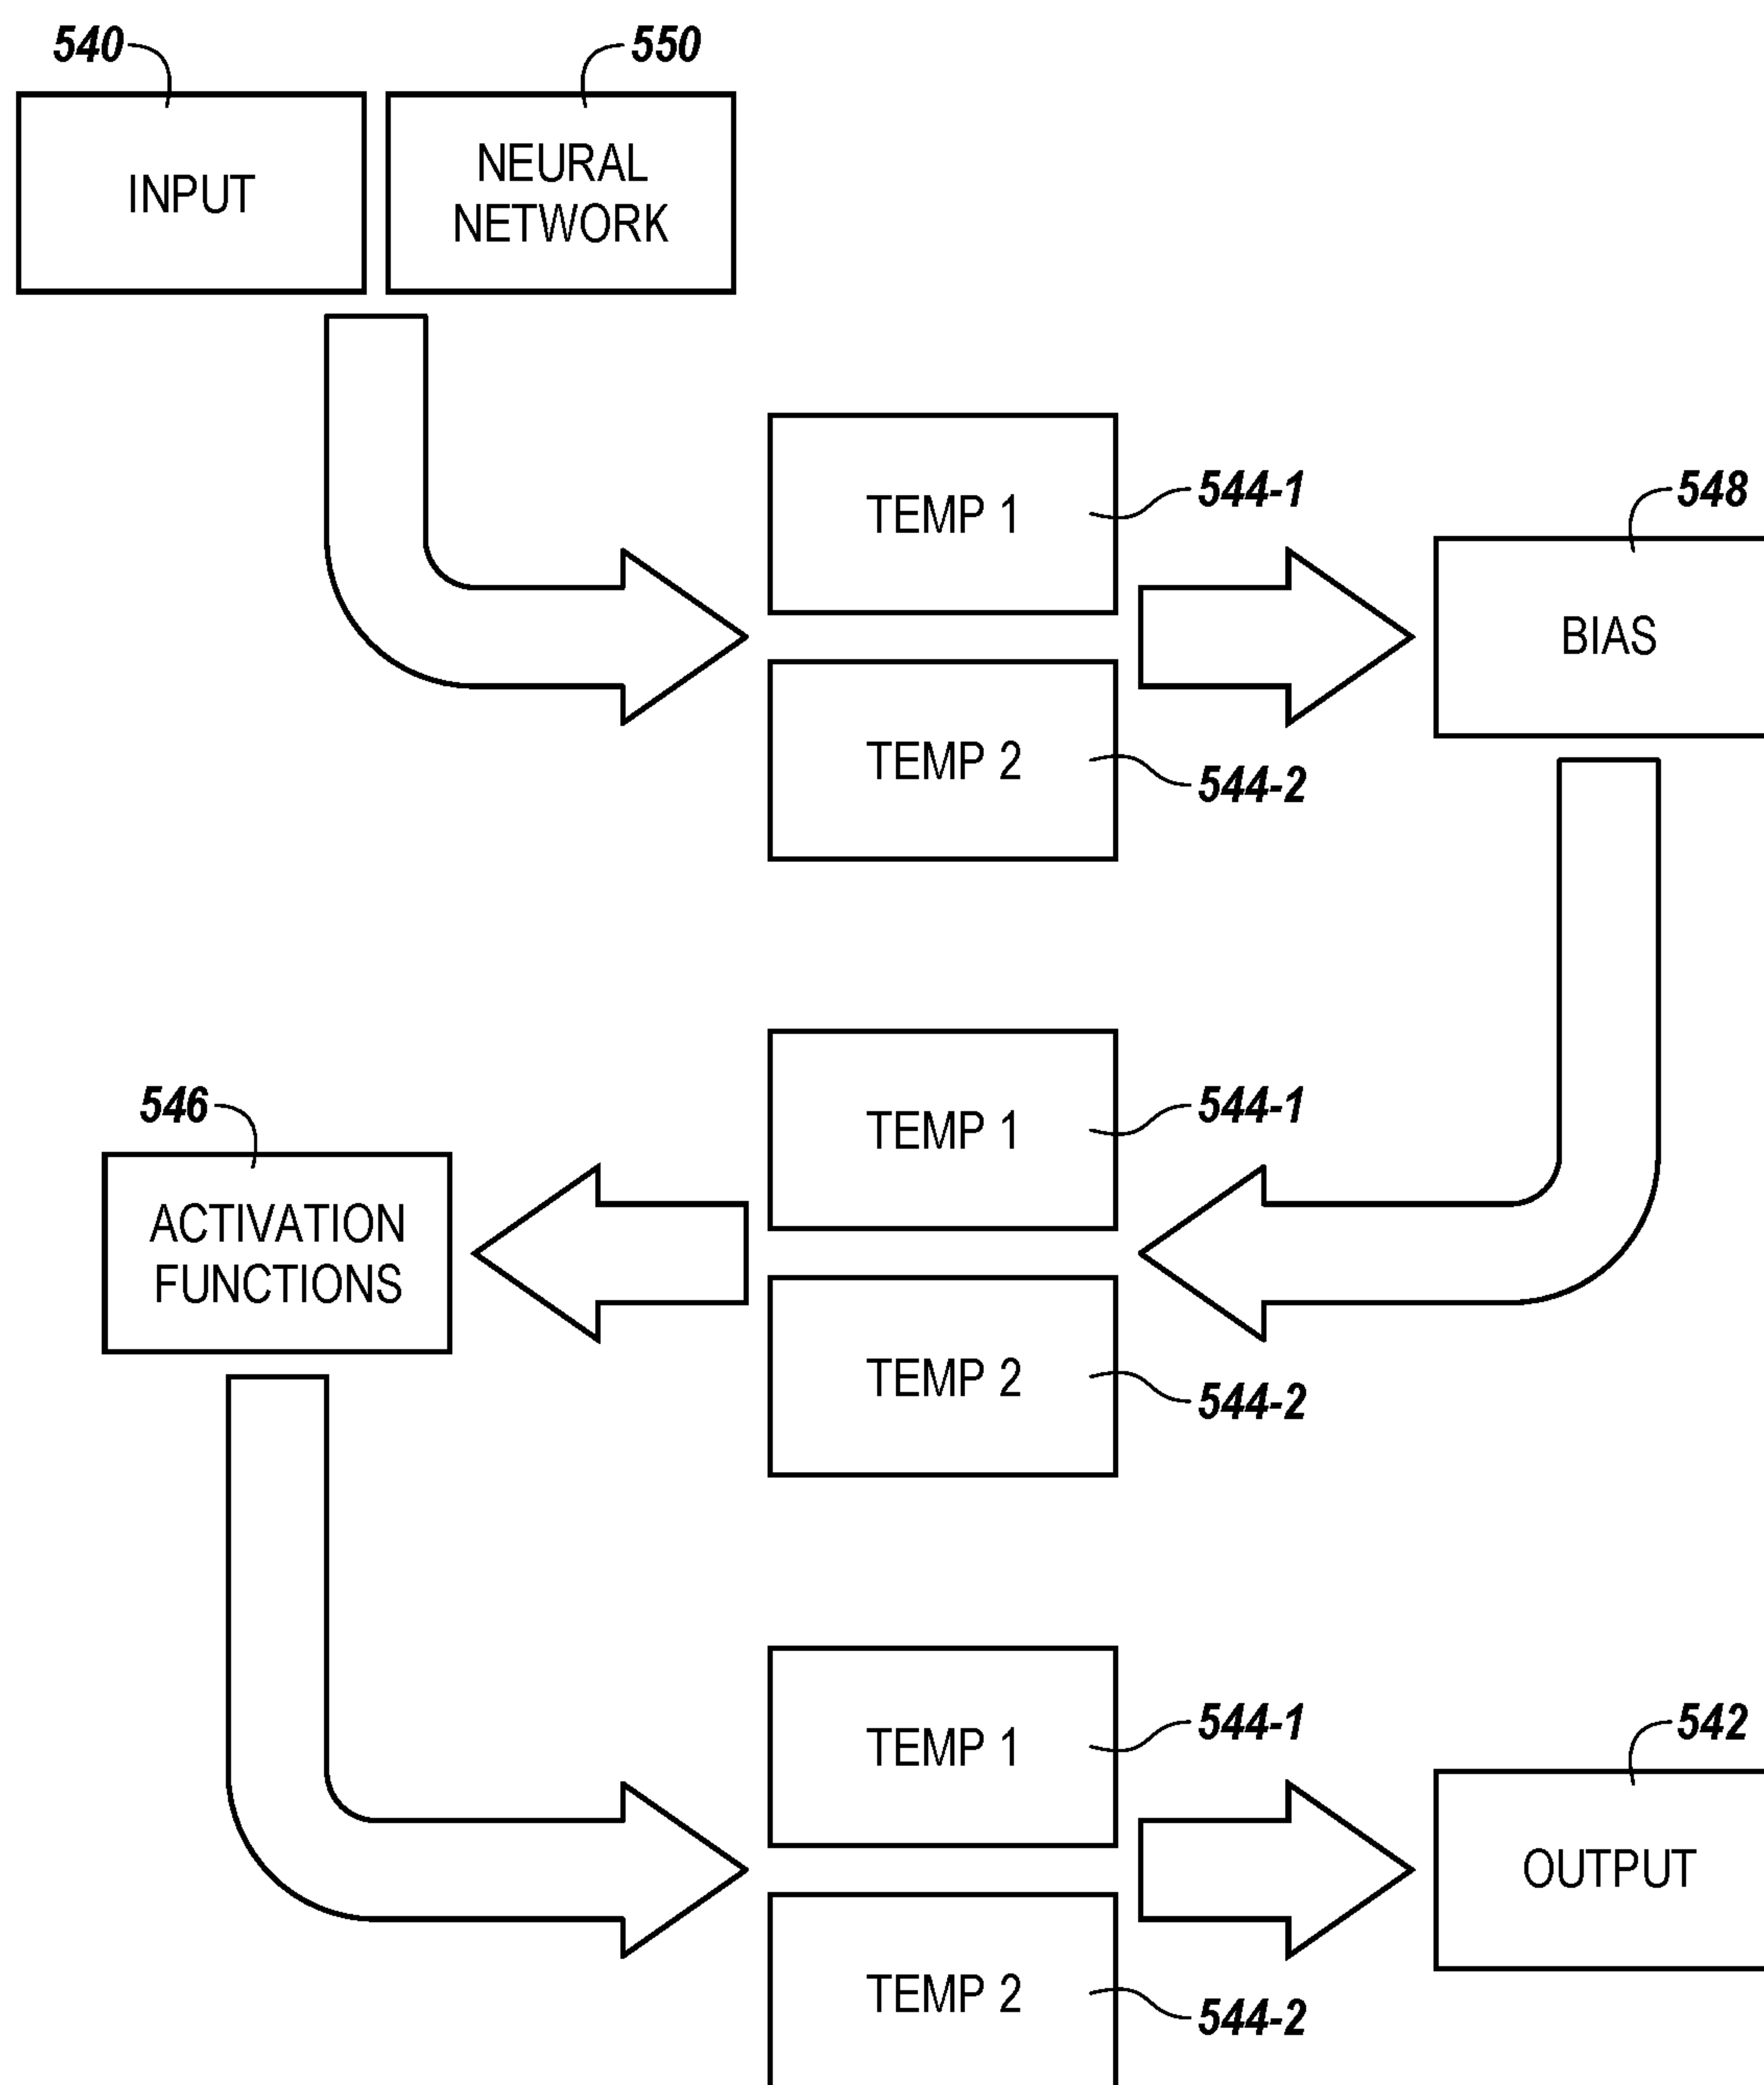 540
550
INPUT
NEURAL
NETWORK
TEMP 1
544-1
548
BIAS
TEMP 2
544-2
TEMP 1
544-1
546
ACTIVATION
FUNCTIONS
TEMP 2
544-2
TEMP 1
544-1
542
OUTPUT
TEMP 2
544-2